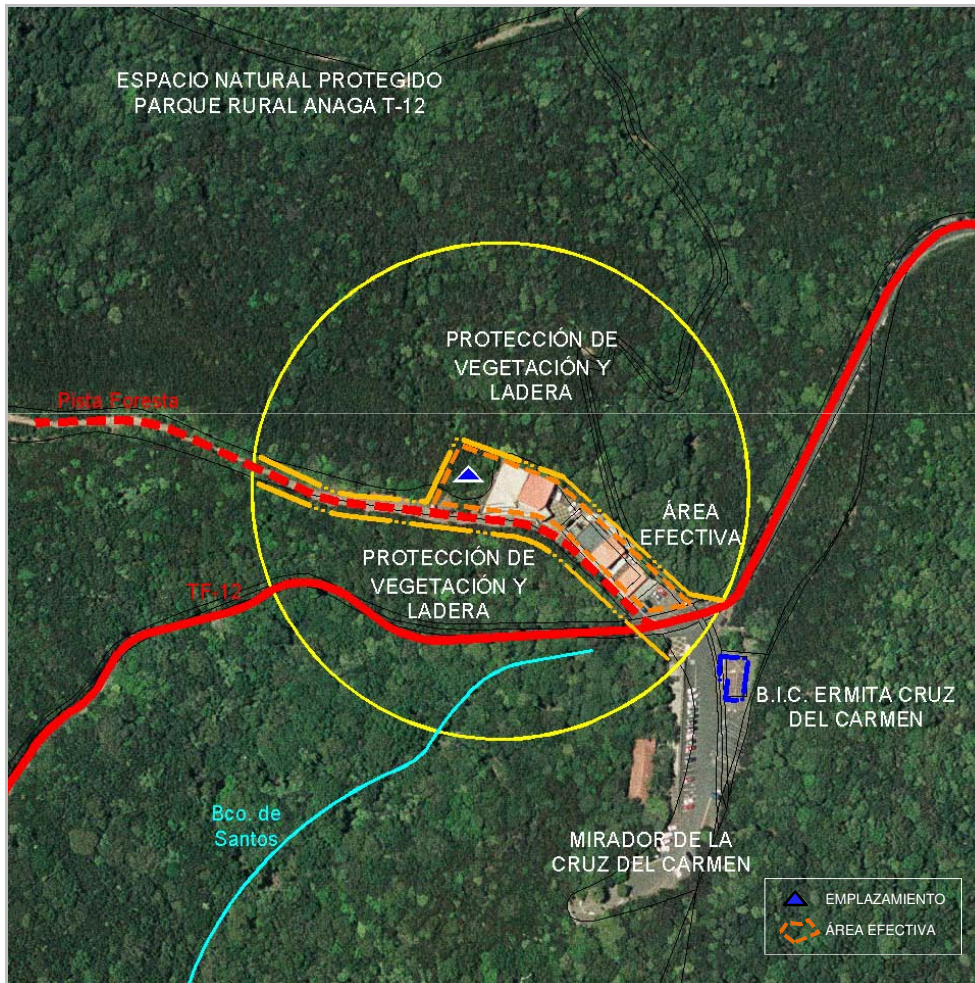 ESPACIO NATURAL PROTEGIDO
PARQUE RURAL ANAGA T-12
PROTECCIÓN DE
VEGETACIÓN Y
LADERA
Pista Foresta
ÁREA
EFECTIVA
PROTECCIÓN DE
VEGETACIÓN Y
LADERA
TF-12
B.I.C. ERMITA CRUZ
DEL CARMEN
Bco. de
Santos
MIRADOR DE LA
CRUZ DEL CARMEN
EMPLAZAMIENTO
ÁREA EFECTIVA